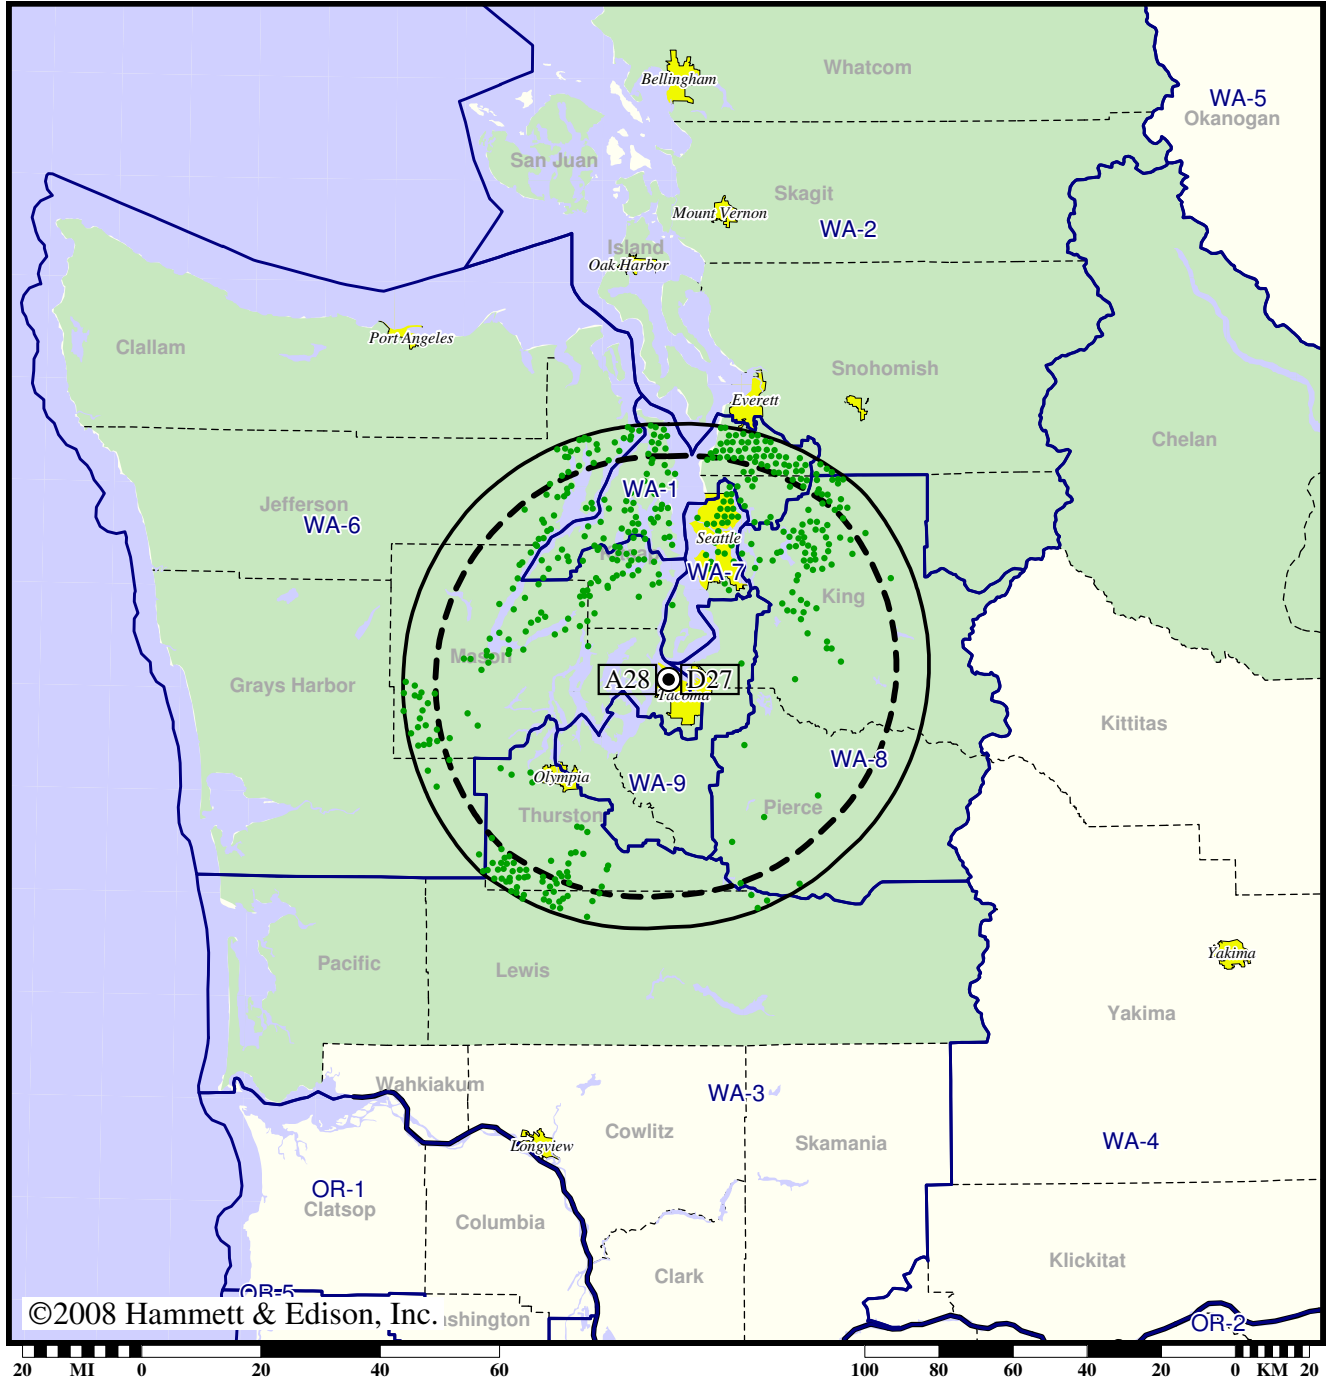 Whatcom
Bellingham
WA-5
Okanogan
San Juan
Skagit
Mount Vernon
WA-2
Island
Oak Harbor
Port Angeles
Clallam
Snohomish
Everett
Chelan
WA-1
Jefferson
WA-6
Seattle
WA-7
King
Mason
A28
D27
Tacoma
Grays Harbor
Kittitas
WA-8
Olympia
WA-9
Thurston
Pierce
Yakima
Pacific
Lewis
Yakima
Wahkiakum
WA-3
Cowlitz
Longview
Skamania
WA-4
OR-1
Clatsop
Columbia
Klickitat
Clark
OR-5
©2008 Hammett & Edison, Inc.
shington
OR-2
20 MI 0 20 40 60
100 80 60 40 20 0 KM 20